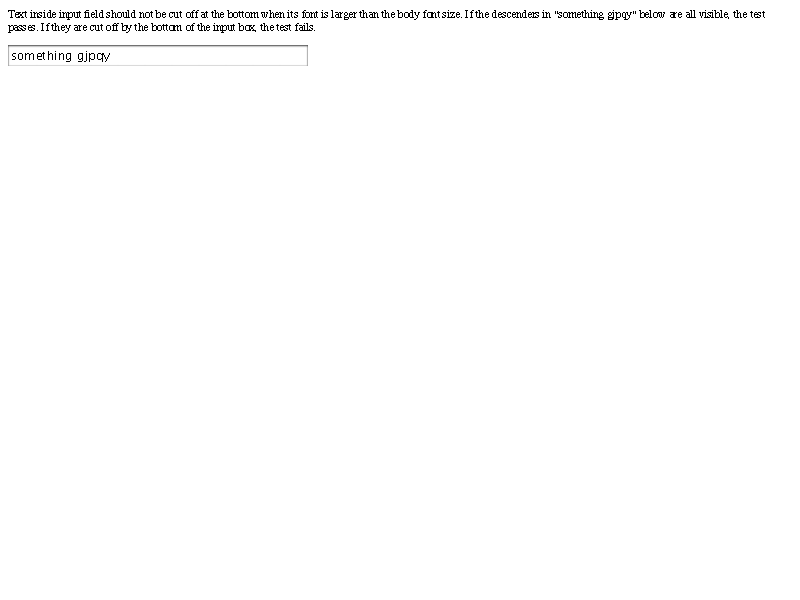 Text inside input field should not be cut off at the bottom when its font is larger than the body font size. If the descenders in "something gjpqy" below are all visible, the test
passes. If they are cut off by the bottom of the input box, the test fails.
something gjpqy